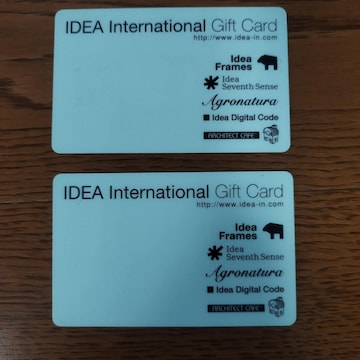 IDEA International Gift Card
http://www.idea-in.com
Idea
Frames
Idea
Seventh Sense
Agronatura
Idea Digital Code
ARCHITECT CAFE
IDEA International Gift Card
http://www.idea-in.com
Idea
Frames
Idea
Seventh Sense
Agronatura
Idea Digital Code
ARCHITECT CAFE